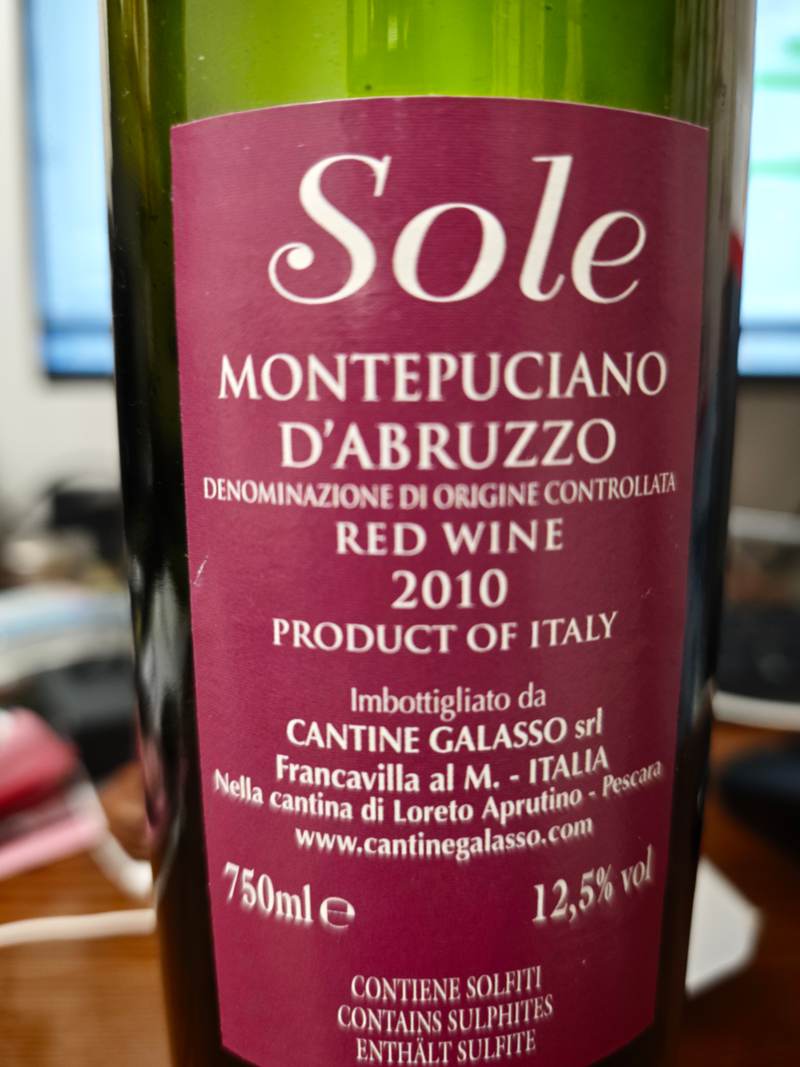 Sole
MONTEPUCIANO
D'ABRUZZO
DENOMINAZIONE DI ORIGINE CONTROLLATA
RED WINE
2010
PRODUCT OF ITALY
Imbottigliato da
CANTINE GALASSO srl
Francavilla al M. - ITALIA
Nella cantina di Loreto Aprutino - Pescara
www.cantinegalasso.com
750ml ℮ 12,5% vol
CONTIENE SOLFITI
CONTAINS SULPHITES
ENTHÄLT SULFITE